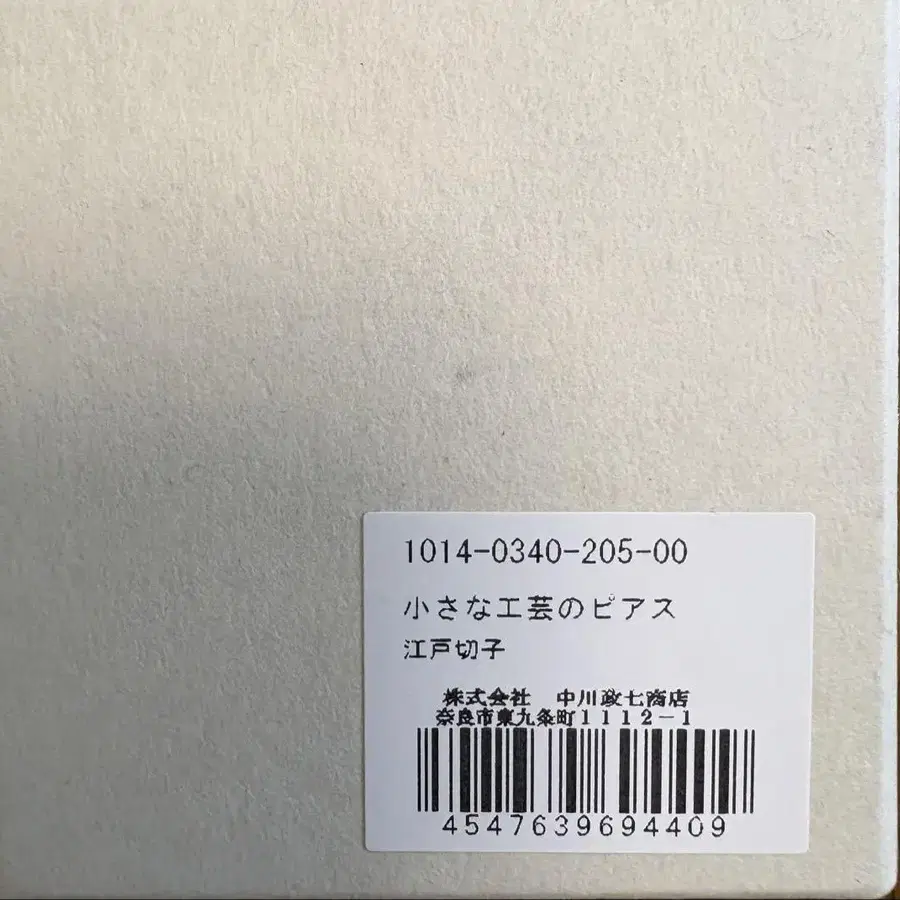 1014-0340-205-00
小さな工芸のピアス
江戸切子
株式会社　中川政七商店
奈良市東九条町１１１２－１
4547639694409